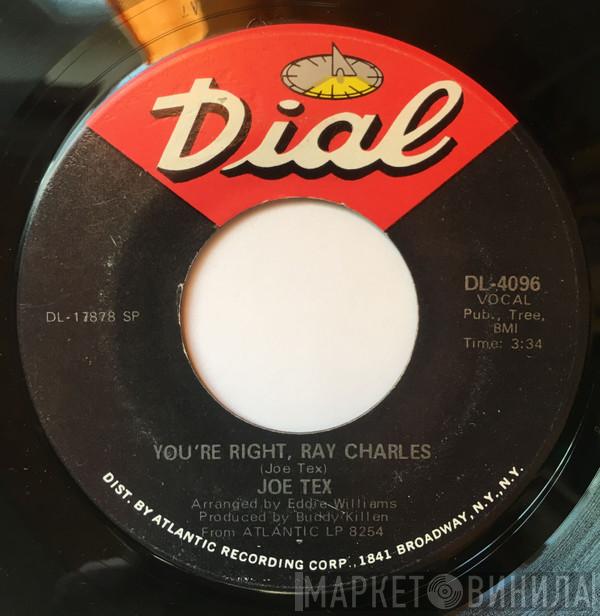 Dial
DL-4096
VOCAL
Pub., Tree,
BMI
Time: 3:34
DL-17878 SP
YOU'RE RIGHT, RAY CHARLES
(Joe Tex)
JOE TEX
Arranged by Eddie Williams
Produced by Buddy Killen
From ATLANTIC LP 8254
DIST. BY ATLANTIC RECORDING CORP., 1841 BROADWAY, N.Y., N.Y.
МАРКЕТ ВИНИЛА